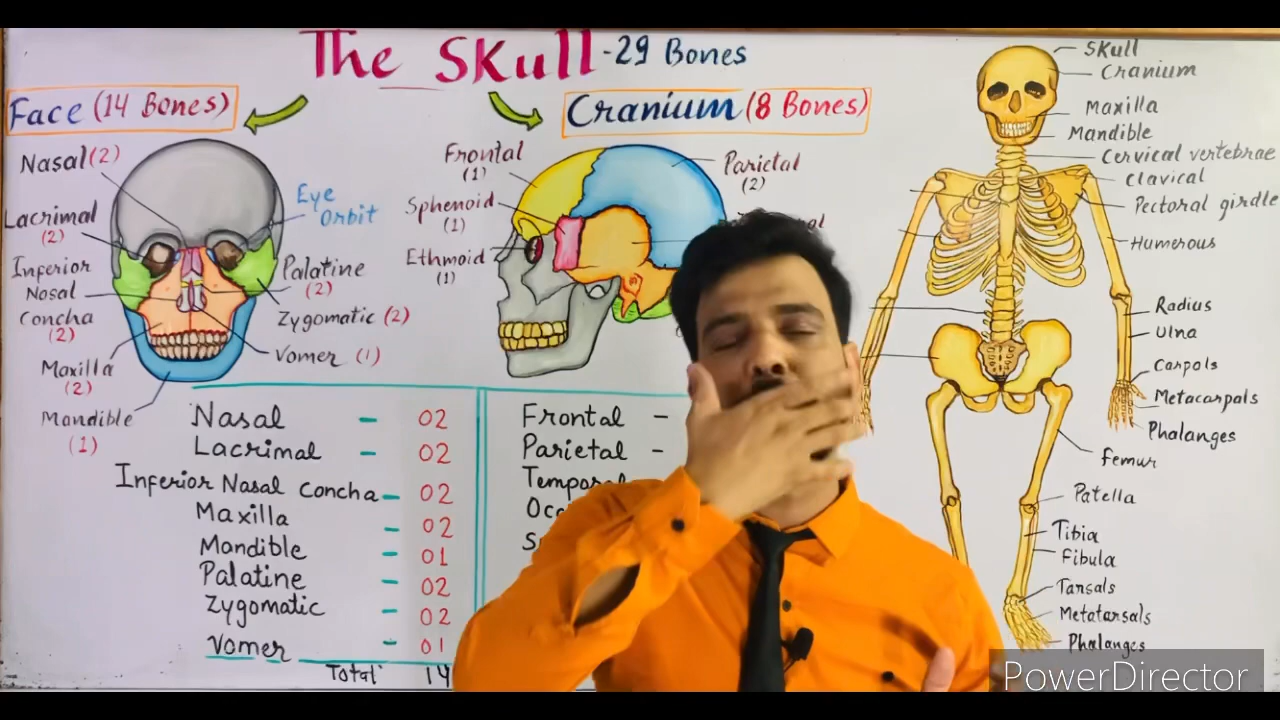 The Skull - 29 Bones
Face (14 Bones)
Cranium (8 Bones)
Nasal (2)
Lacrimal
(2)
Inferior
Nasal
Concha
(2)
Maxilla
(2)
Mandible
(1)
Eye
Orbit
Palatine
(2)
Zygomatic (2)
Vomer (1)
Frontal
(1)
Sphenoid
(1)
Ethmoid
(1)
Parietal
(2)
Nasal - 02
Lacrimal - 02
Inferior Nasal Concha - 02
Maxilla - 02
Mandible - 01
Palatine - 02
Zygomatic - 02
Vomer - 01
Total 14
Frontal -
Parietal -
Skull
Cranium
Maxilla
Mandible
Cervical vertebrae
Clavical
Pectoral girdle
Humerous
Radius
Ulna
Carpols
Metacarpals
Phalanges
Femur
Patella
Tibia
Fibula
Tarsals
Metatarsals
Phalanges
PowerDirector